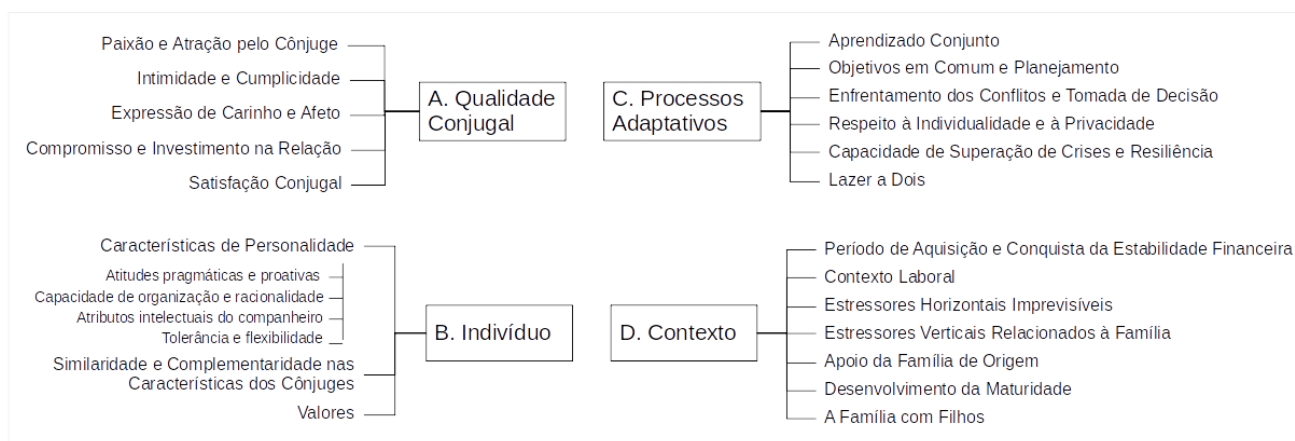 Paixão e Atração pelo Cônjuge
Intimidade e Cumplicidade
Expressão de Carinho e Afeto
Compromisso e Investimento na Relação
Satisfação Conjugal
A. Qualidade
Conjugal
C. Processos
Adaptativos
Aprendizado Conjunto
Objetivos em Comum e Planejamento
Enfrentamento dos Conflitos e Tomada de Decisão
Respeito à Individualidade e à Privacidade
Capacidade de Superação de Crises e Resiliência
Lazer a Dois
Características de Personalidade
Atitudes pragmáticas e proativas
Capacidade de organização e racionalidade
Atributos intelectuais do companheiro
Tolerância e flexibilidade
Similaridade e Complementaridade nas
Características dos Cônjuges
Valores
B. Indivíduo
D. Contexto
Período de Aquisição e Conquista da Estabilidade Financeira
Contexto Laboral
Estressores Horizontais Imprevisíveis
Estressores Verticais Relacionados à Família
Apoio da Família de Origem
Desenvolvimento da Maturidade
A Família com Filhos